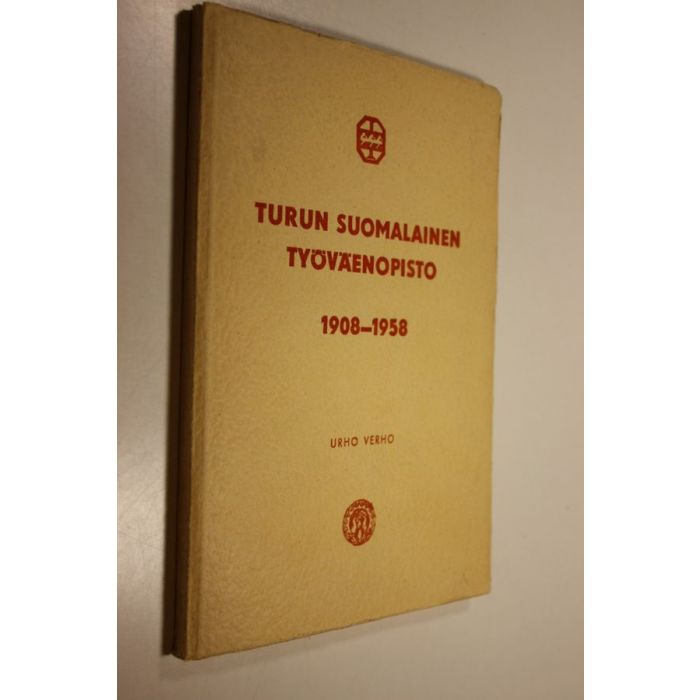 TURUN SUOMALAINEN
TYÖVÄENOPISTO
1908–1958
URHO VERHO